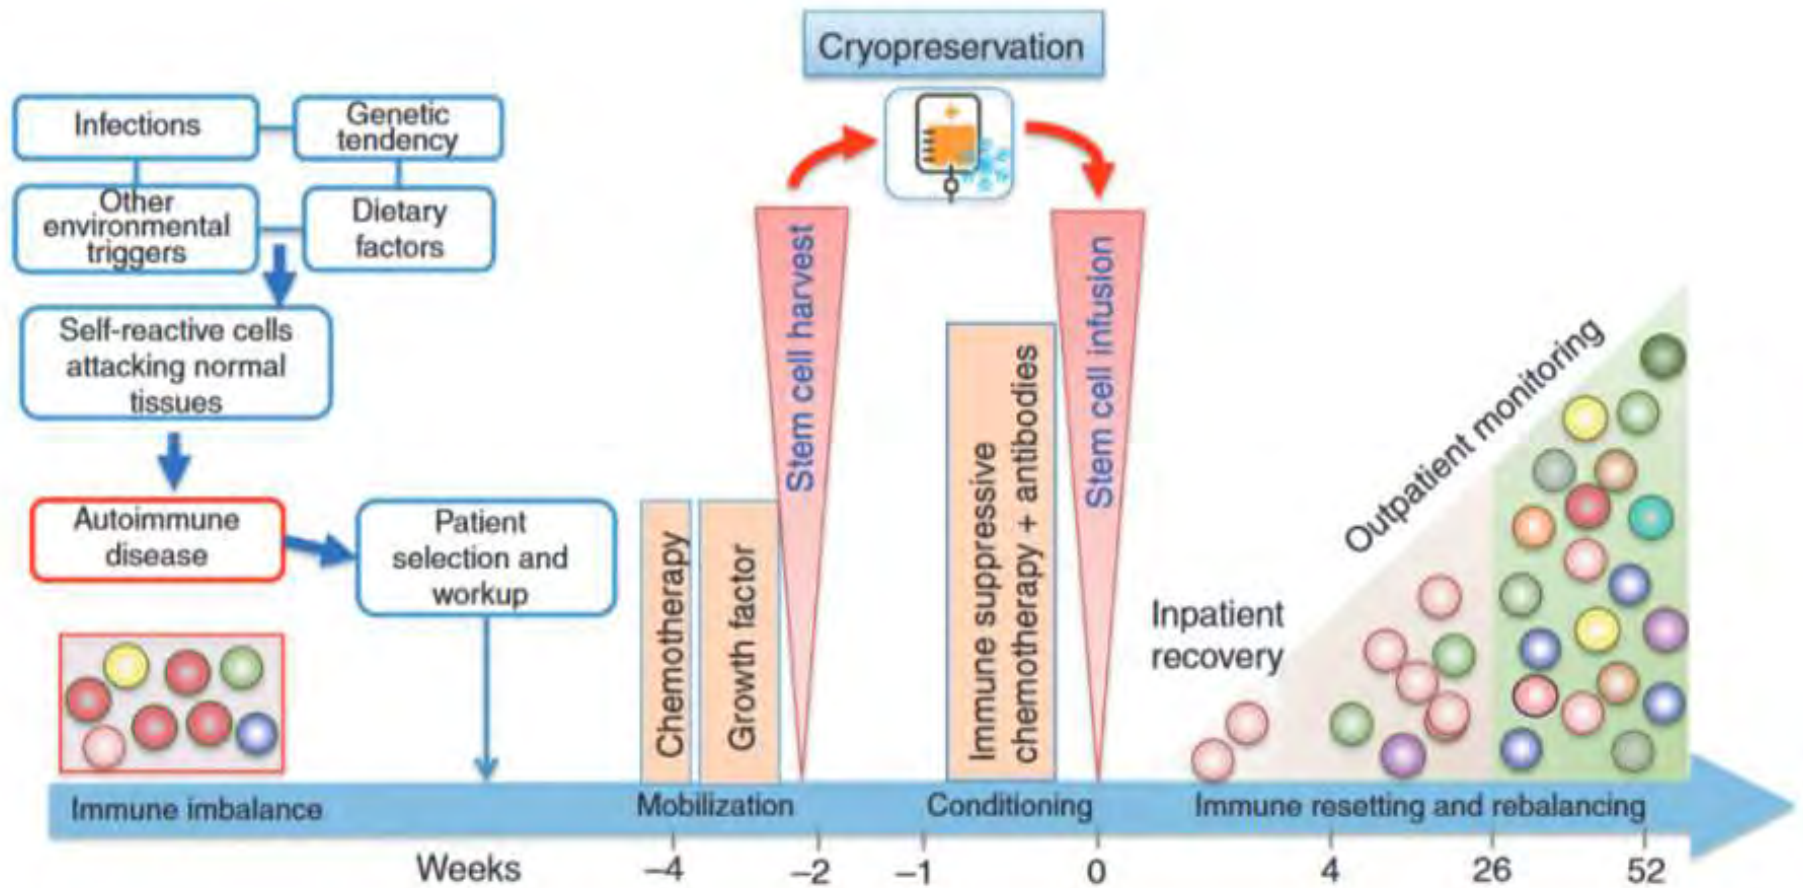 Cryopreservation
Infections
Genetic
tendency
Other
environmental
triggers
Dietary
factors
Self-reactive cells
attacking normal
tissues
Autoimmune
disease
Patient
selection and
workup
Chemotherapy
Growth factor
Stem cell harvest
Immune suppressive
chemotherapy + antibodies
Stem cell infusion
Inpatient
recovery
Outpatient monitoring
Immune imbalance
Mobilization
Conditioning
Immune resetting and rebalancing
Weeks
–4
–2
–1
0
4
26
52